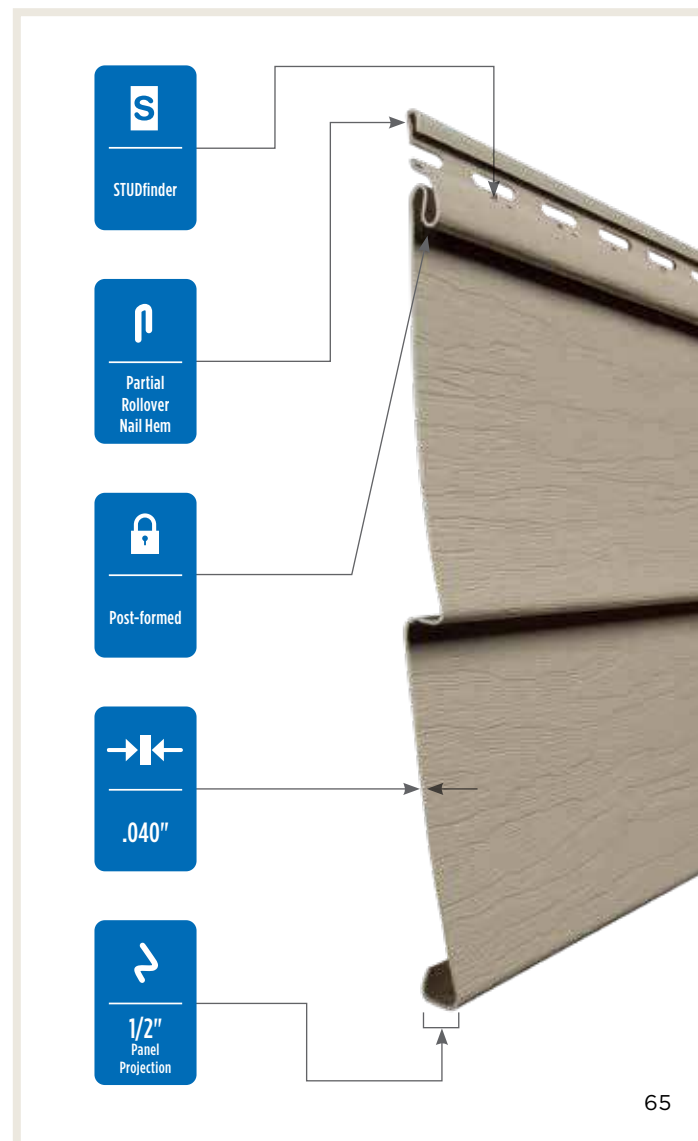 S
STUDfinder
Partial
Rollover
Nail Hem
Post-formed
.040"
1/2"
Panel
Projection
65